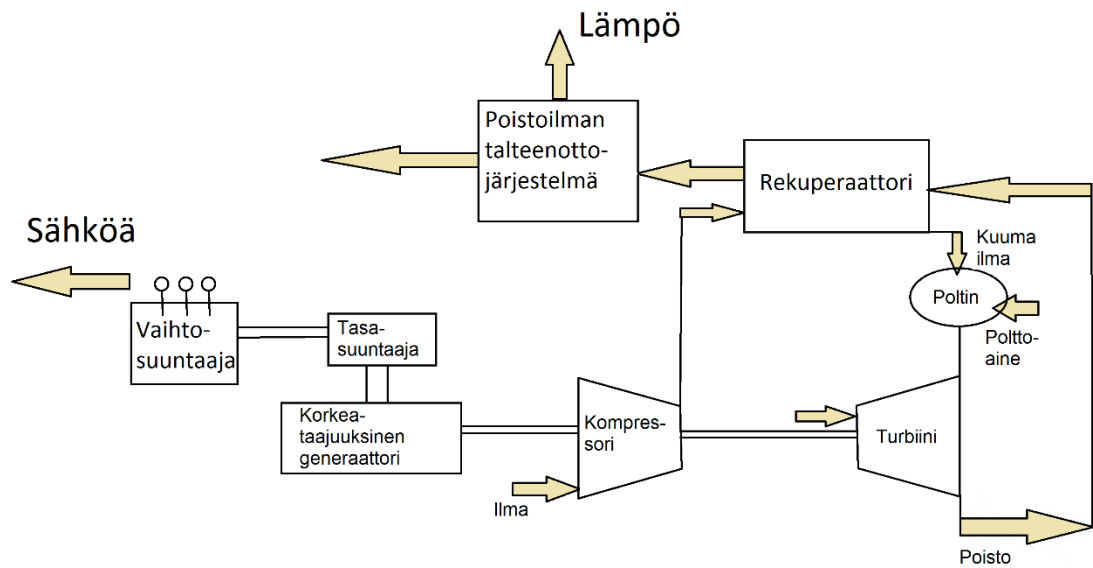 Lämpö
Poistoilman
talteenotto-
järjestelmä
Rekuperaattori
Sähköä
Kuuma
ilma
Poltin
Poltto-
aine
Vaihto-
suuntaaja
Tasa-
suuntaaja
Korkea-
taajuuksinen
generaattori
Kompres-
sori
Turbiini
Ilma
Poisto